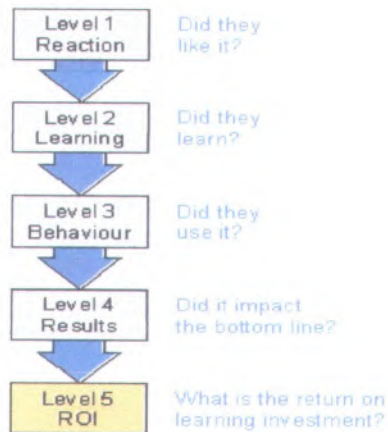 Level 1
Reaction
Did they
like it?
Level 2
Learning
Did they
learn?
Level 3
Behaviour
Did they
use it?
Level 4
Results
Did it impact
the bottom line?
Level 5
ROI
What is the return on
learning investment?